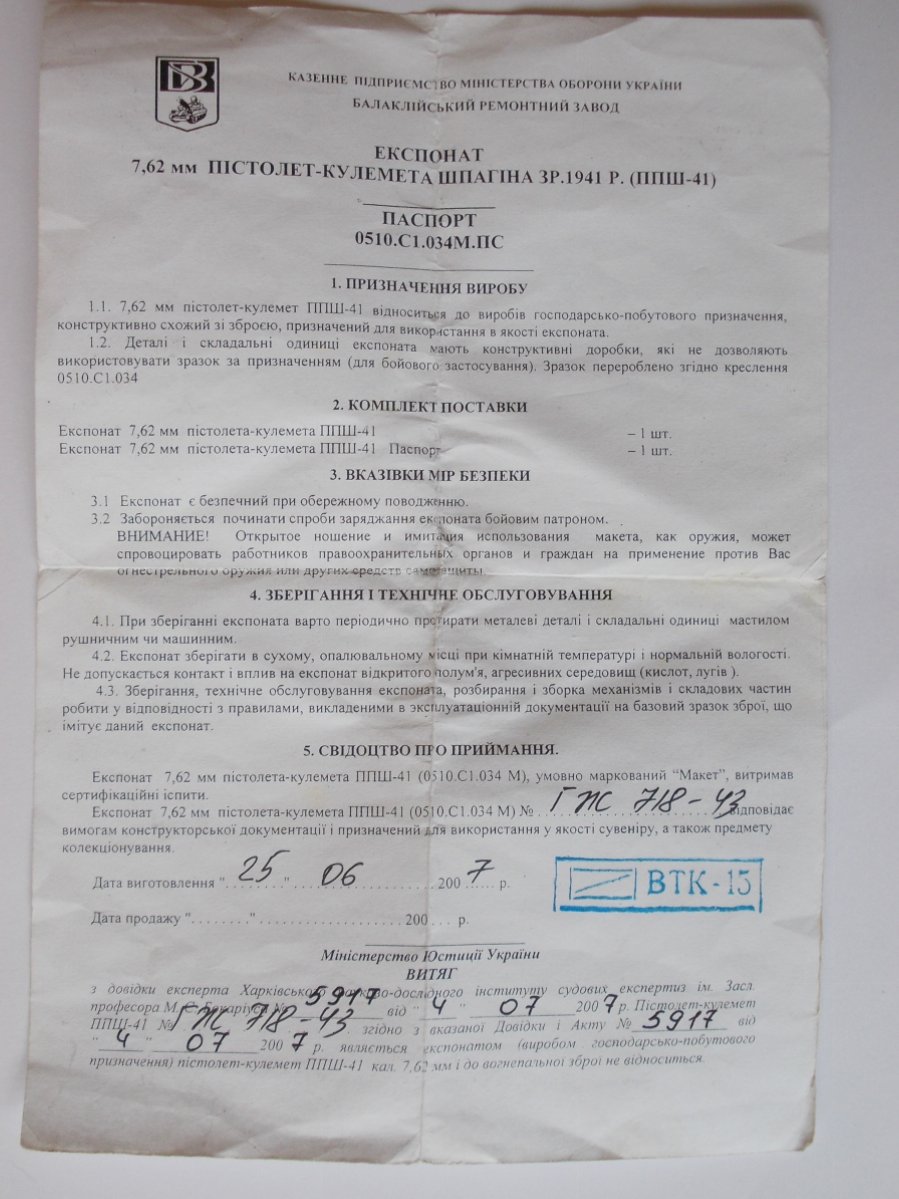 БЗ
КАЗЕННЕ ПІДПРИЄМСТВО МІНІСТЕРСТВА ОБОРОНИ УКРАЇНИ
БАЛАКЛІЙСЬКИЙ РЕМОНТНИЙ ЗАВОД
ЕКСПОНАТ
7,62 мм ПІСТОЛЕТ-КУЛЕМЕТА ШПАГІНА ЗР.1941 Р. (ППШ-41)
ПАСПОРТ
0510.С1.034М.ПС
1. ПРИЗНАЧЕННЯ ВИРОБУ
1.1. 7,62 мм пістолет-кулемет ППШ-41 відноситься до виробів господарсько-побутового призначення,
конструктивно схожий зі зброєю, призначений для використання в якості експоната.
1.2. Деталі і складальні одиниці експоната мають конструктивні доробки, які не дозволяють
використовувати зразок за призначенням (для бойового застосування). Зразок перероблено згідно креслення
0510.С1.034
2. КОМПЛЕКТ ПОСТАВКИ
Експонат 7,62 мм пістолета-кулемета ППШ-41 – 1 шт.
Експонат 7,62 мм пістолета-кулемета ППШ-41 Паспорт – 1 шт.
3. ВКАЗІВКИ МІР БЕЗПЕКИ
3.1 Експонат є безпечний при обережному поводженню.
3.2 Забороняється починати спроби заряджання експоната бойовим патроном.
ВНИМАНИЕ! Открытое ношение и имитация использования макета, как оружия, может
спровоцировать работников правоохранительных органов и граждан на применение против Вас
огнестрельного оружия или других средств самозащиты.
4. ЗБЕРІГАННЯ І ТЕХНІЧНЕ ОБСЛУГОВУВАННЯ
4.1. При зберіганні експоната варто періодично протирати металеві деталі і складальні одиниці мастилом
рушничним чи машинним.
4.2. Експонат зберігати в сухому, опалювальному місці при кімнатній температурі і нормальній вологості.
Не допускається контакт і вплив на експонат відкритого полум'я, агресивних середовищ (кислот, лугів ).
4.3. Зберігання, технічне обслуговування експоната, розбирання і зборка механізмів і складових частин
робити у відповідності з правилами, викладеними в эксплуатаціонній документації на базовий зразок зброї, що
імітує даний експонат.
5. СВІДОЦТВО ПРО ПРИЙМАННЯ.
Експонат 7,62 мм пістолета-кулемета ППШ-41 (0510.С1.034 М), умовно маркований "Макет", витримав
сертифікаційні іспити.
Експонат 7,62 мм пістолета-кулемета ППШ-41 (0510.С1.034 М) № ГЖ 718-43 відповідає
вимогам конструкторської документації і призначений для використання у якості сувеніру, а також предмету
колекціонування.
Дата виготовлення "25" 06 2007 р.
ВТК-15
Дата продажу "........" .................... 200 ... р.
Міністерство Юстиції України
ВИТЯГ
з довідки експерта Харківського науково-дослідного інституту судових експертиз ім. Засл.
професора М.С. Бокаріуса № 5917 від "4" 07 2007 р. Пістолет-кулемет
ППШ-41 № ГЖ 718-43 згідно з вказаної Довідки і Акту № 5917 від
"4" 07 2007 р. являється експонатом (виробом господарсько-побутового
призначення) пістолет-кулемет ППШ-41 кал. 7,62 мм і до вогнепальної зброї не відноситься.